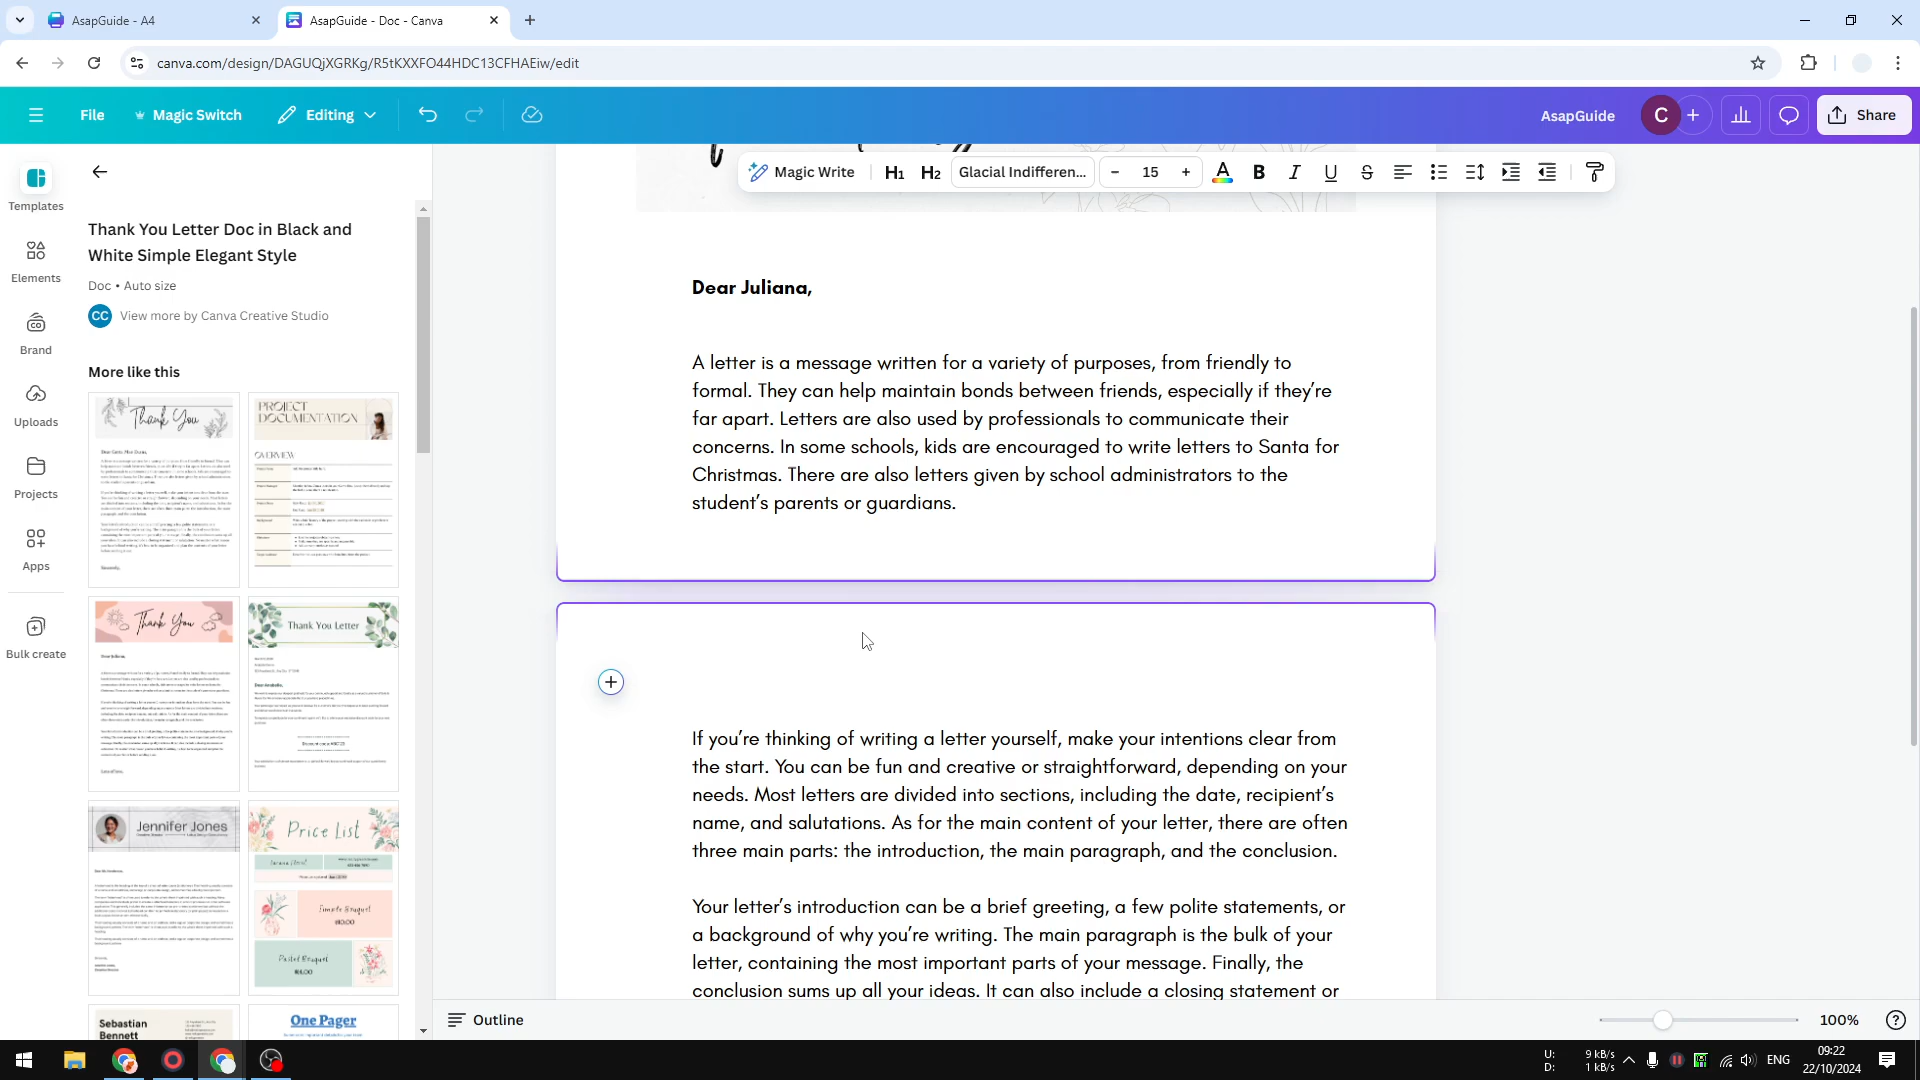 AsapGuide - A4
AsapGuide - Doc - Canva
canva.com/design/DAGUQjXGRKg/R5tKXXFO44HDC13CFHAEiw/edit
File
Magic Switch
Editing
AsapGuide
C
Share
Magic Write
H1
H2
Glacial Indifferen...
15
A
B
I
U
S
Templates
Elements
Brand
Uploads
Projects
Apps
Bulk create
Thank You Letter Doc in Black and
White Simple Elegant Style
Doc • Auto size
CC
View more by Canva Creative Studio
More like this
Thank You
PROJECT
DOCUMENTATION
OVERVIEW
Thank You
Thank You Letter
Jennifer Jones
Price List
Simple Bouquet
Pastel Bouquet
Sebastian
Bennett
One Pager
Dear Juliana,
A letter is a message written for a variety of purposes, from friendly to
formal. They can help maintain bonds between friends, especially if they're
far apart. Letters are also used by professionals to communicate their
concerns. In some schools, kids are encouraged to write letters to Santa for
Christmas. There are also letters given by school administrators to the
student's parents or guardians.
If you're thinking of writing a letter yourself, make your intentions clear from
the start. You can be fun and creative or straightforward, depending on your
needs. Most letters are divided into sections, including the date, recipient's
name, and salutations. As for the main content of your letter, there are often
three main parts: the introduction, the main paragraph, and the conclusion.
Your letter's introduction can be a brief greeting, a few polite statements, or
a background of why you're writing. The main paragraph is the bulk of your
letter, containing the most important parts of your message. Finally, the
conclusion sums up all your ideas. It can also include a closing statement or
Outline
100%
U: 9 kB/s
D: 1 kB/s
ENG
09:22
22/10/2024